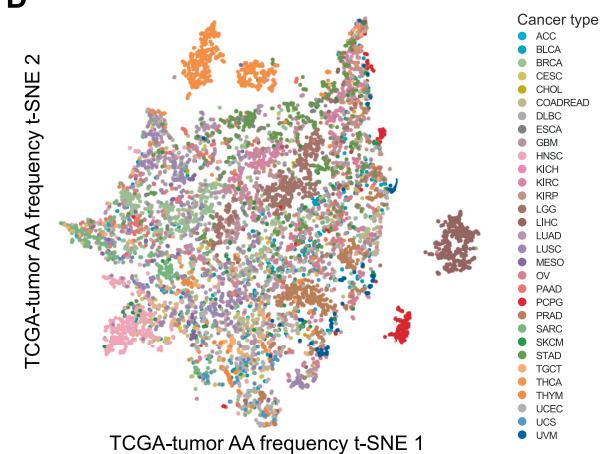 D
Cancer type
ACC
BLCA
BRCA
CESC
CHOL
COADREAD
DLBC
ESCA
GBM
HNSC
KICH
KIRC
KIRP
LGG
LIHC
LUAD
LUSC
MESO
OV
PAAD
PCPG
PRAD
SARC
SKCM
STAD
TGCT
THCA
THYM
UCEC
UCS
UVM
TCGA-tumor AA frequency t-SNE 2
TCGA-tumor AA frequency t-SNE 1